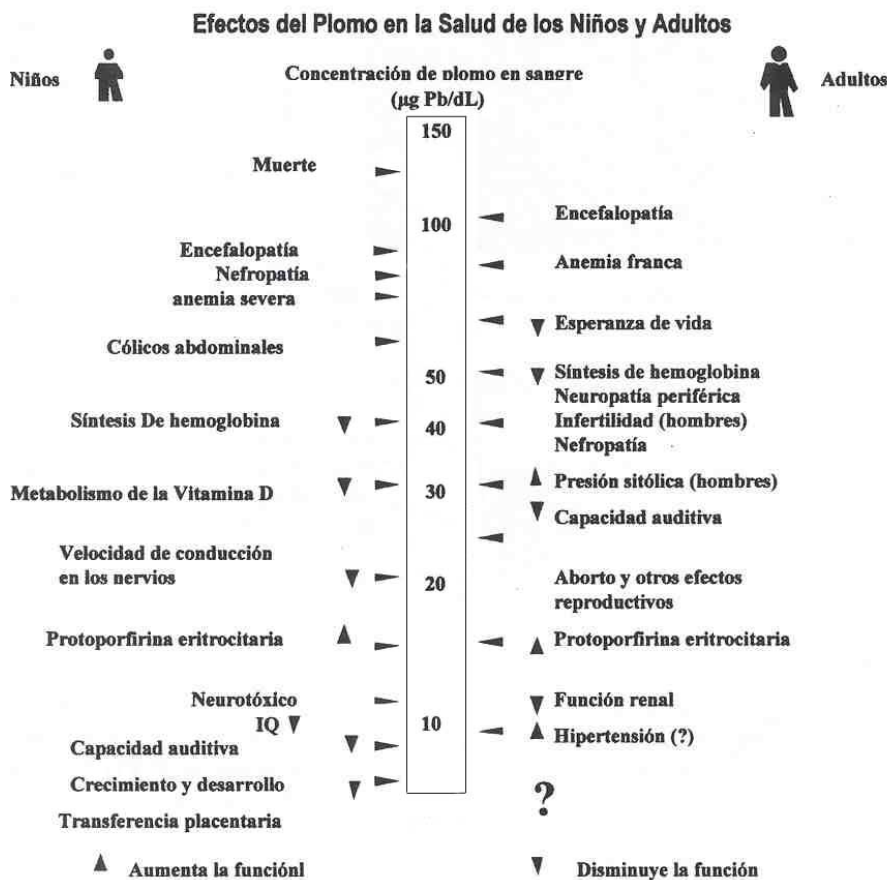 Efectos del Plomo en la Salud de los Niños y Adultos
Niños
Concentración de plomo en sangre
(µg Pb/dL)
Adultos
150
Muerte
100
Encefalopatía
Encefalopatía
Nefropatía
Anemia franca
anemia severa
Esperanza de vida
Cólicos abdominales
50
Síntesis de hemoglobina
Neuropatía periférica
Síntesis De hemoglobina
40
Infertilidad (hombres)
Nefropatía
Metabolismo de la Vitamina D
30
Presión sitólica (hombres)
Capacidad auditiva
Velocidad de conducción
en los nervios
20
Aborto y otros efectos
reproductivos
Protoporfirina eritrocitaria
Protoporfirina eritrocitaria
Neurotóxico
Función renal
IQ
10
Hipertensión (?)
Capacidad auditiva
Crecimiento y desarrollo
?
Transferencia placentaria
Aumenta la funciónl
Disminuye la función